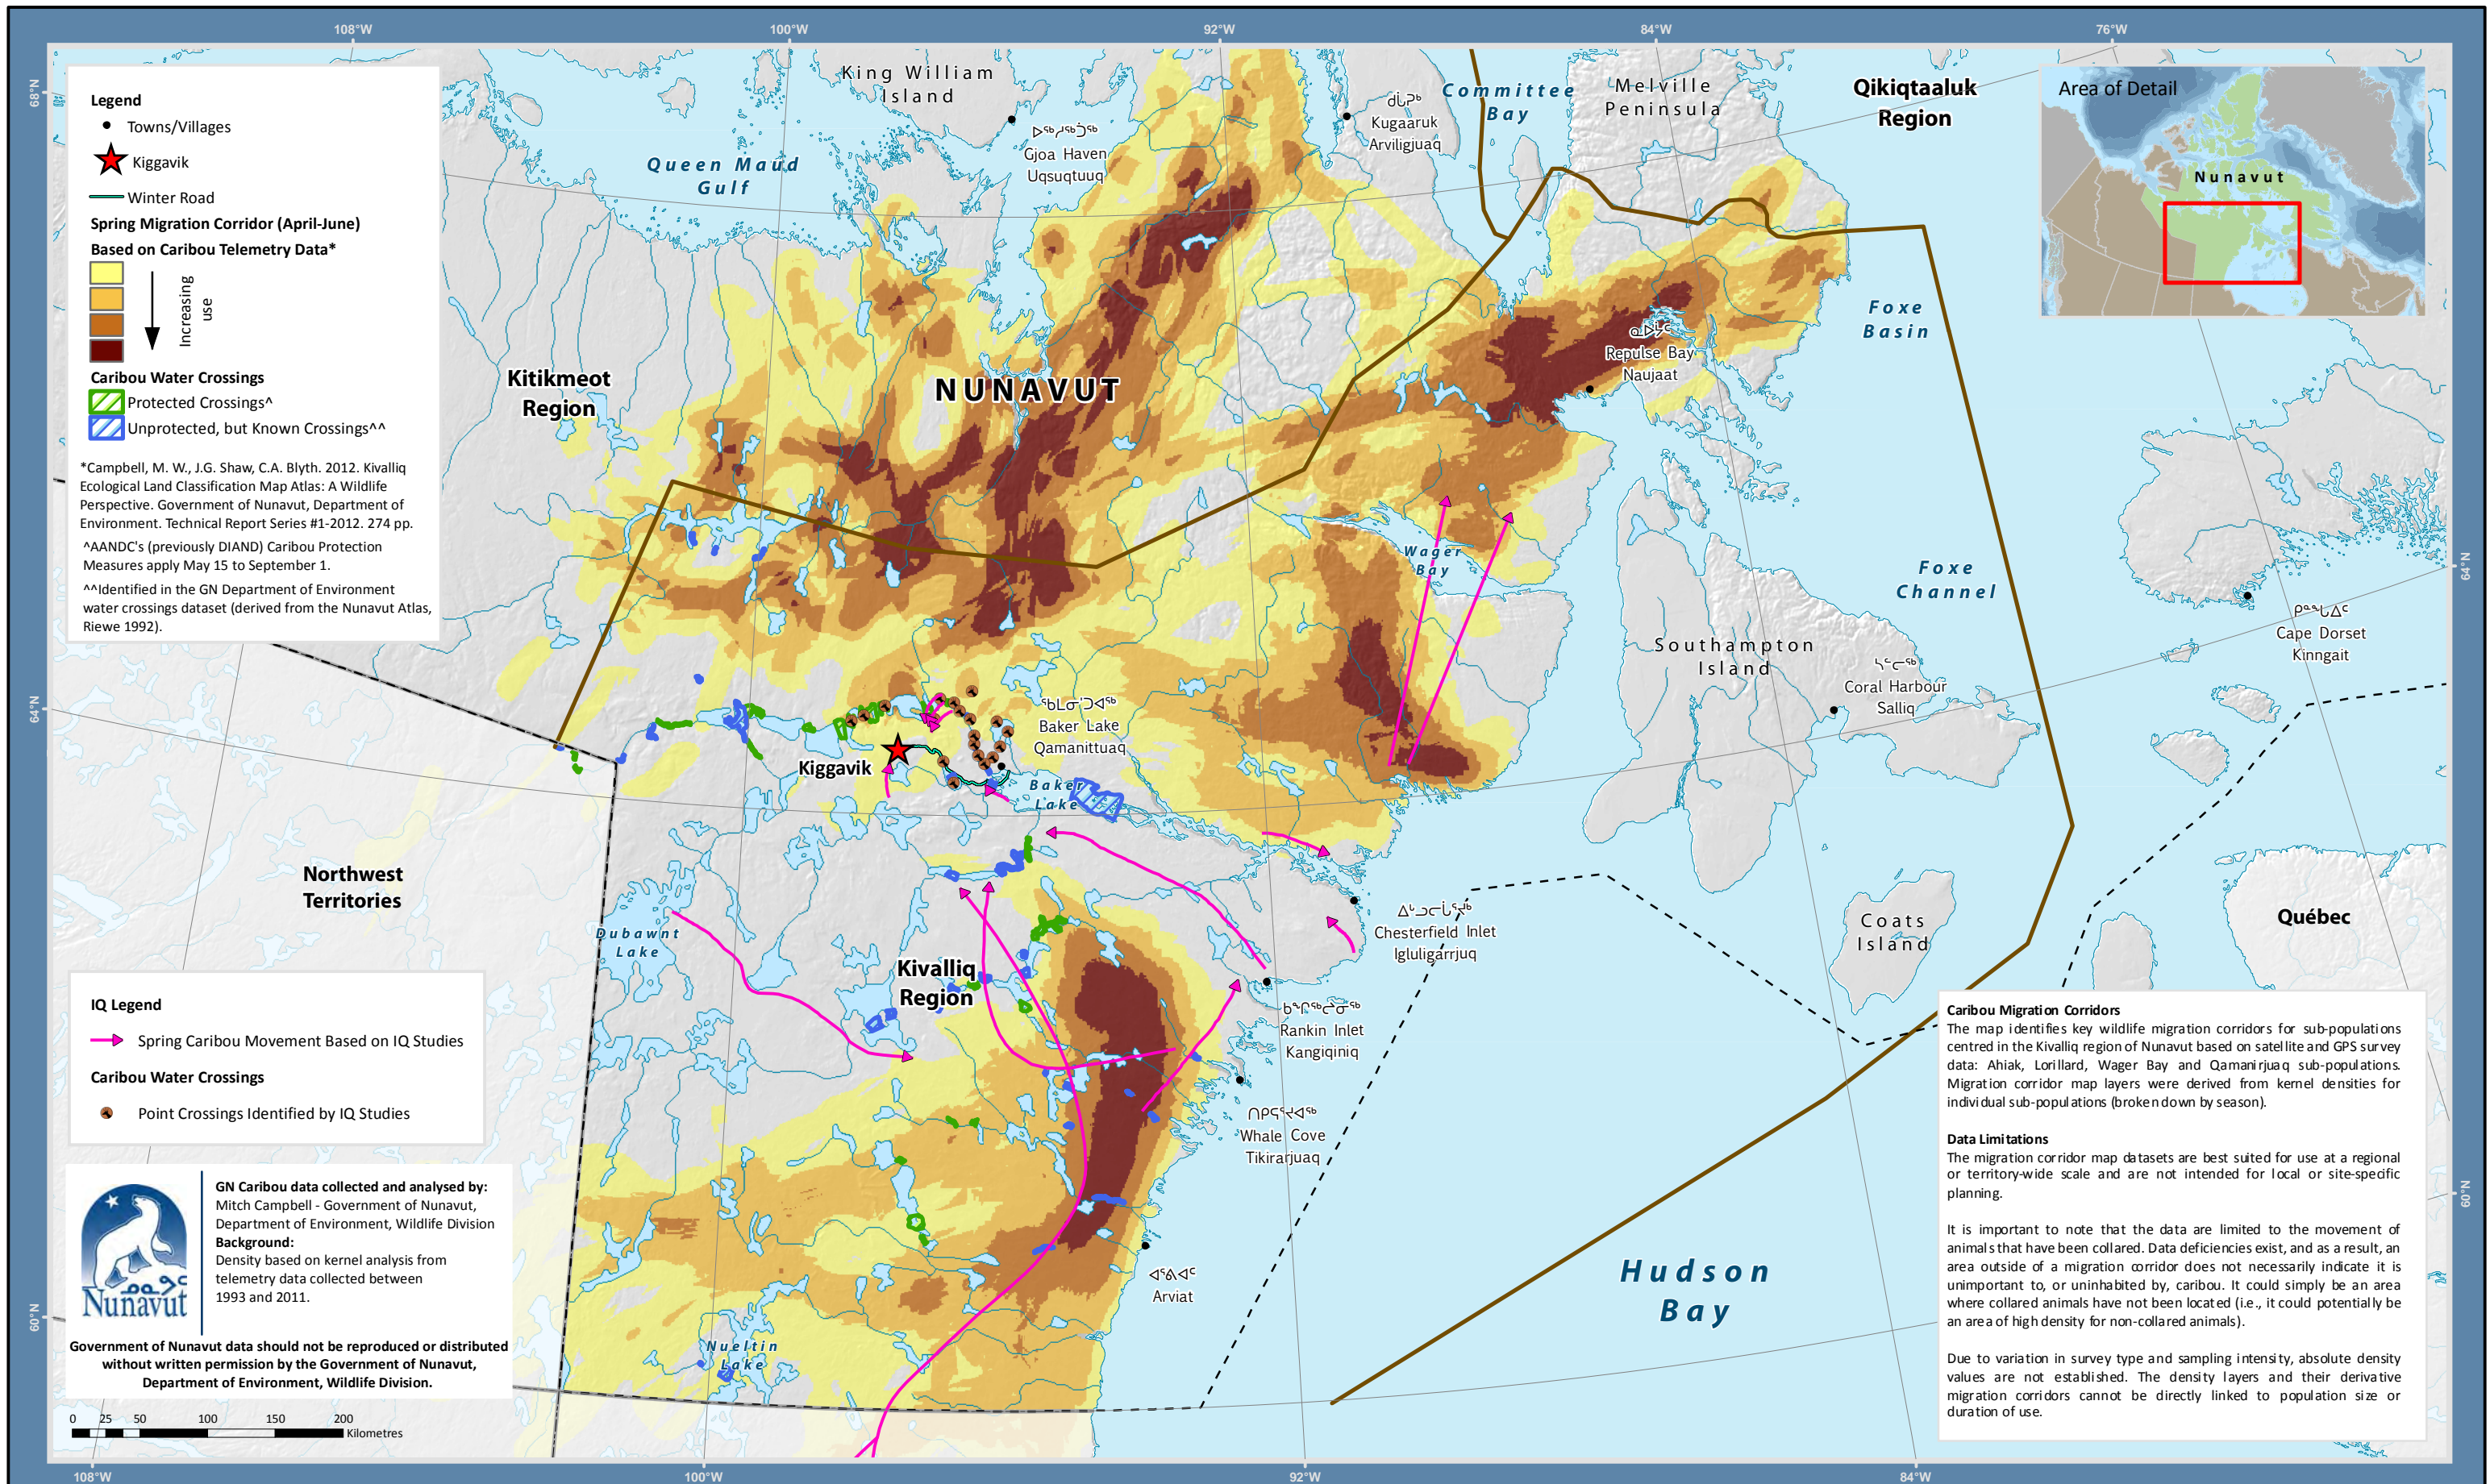 108°W
100°W
92°W
84°W
76°W
68°N
64°N
60°N
64°N
60°N
108°W
100°W
92°W
84°W
Legend
Towns/Villages
Kiggavik
Winter Road
Spring Migration Corridor (April-June)
Based on Caribou Telemetry Data*
Increasing
use
Caribou Water Crossings
Protected Crossings^
Unprotected, but Known Crossings^^
*Campbell, M. W., J.G. Shaw, C.A. Blyth. 2012. Kivalliq
Ecological Land Classification Map Atlas: A Wildlife
Perspective. Government of Nunavut, Department of
Environment. Technical Report Series #1-2012. 274 pp.
^AANDC's (previously DIAND) Caribou Protection
Measures apply May 15 to September 1.
^^Identified in the GN Department of Environment
water crossings dataset (derived from the Nunavut Atlas,
Riewe 1992).
King William
Island
Queen Maud
Gulf
ᐅᖅᓱᖅᑑᖅ
Gjoa Haven
Uqsuqtuuq
Kugaaruk
Arviligjuaq
Committee
Bay
Melville
Peninsula
Qikiqtaaluk
Region
Area of Detail
Nunavut
Kitikmeot
Region
NUNAVUT
ᓇᐅᔮᑦ
Repulse Bay
Naujaat
Foxe
Basin
Wager
Bay
Foxe
Channel
Southampton
Island
ᓴᓪᓕᖅ
Coral Harbour
Salliq
ᑭᙵᐃᑦ
Cape Dorset
Kinngait
ᖃᒪᓂ'ᑐᐊᖅ
Baker Lake
Qamanittuaq
Kiggavik
Baker
Lake
Northwest
Territories
Dubawnt
Lake
Kivalliq
Region
Chesterfield Inlet
Igluligarrjuq
ᑲᖏᖅᖠᓂᖅ
Rankin Inlet
Kangiqiniq
ᑎᑭᕋᕐᔪᐊᖅ
Whale Cove
Tikirarjuaq
ᐊᕐᕕᐊᑦ
Arviat
Nueltin
Lake
Coats
Island
Québec
Hudson
Bay
IQ Legend
Spring Caribou Movement Based on IQ Studies
Caribou Water Crossings
Point Crossings Identified by IQ Studies
ᓄᓇᕗᑦ
Nunavut
GN Caribou data collected and analysed by:
Mitch Campbell - Government of Nunavut,
Department of Environment, Wildlife Division
Background:
Density based on kernel analysis from
telemetry data collected between
1993 and 2011.
Government of Nunavut data should not be reproduced or distributed
without written permission by the Government of Nunavut,
Department of Environment, Wildlife Division.
0 25 50 100 150 200
Kilometres
Caribou Migration Corridors
The map identifies key wildlife migration corridors for sub-populations
centred in the Kivalliq region of Nunavut based on satellite and GPS survey
data: Ahiak, Lorillard, Wager Bay and Qamanirjuaq sub-populations.
Migration corridor map layers were derived from kernel densities for
individual sub-populations (broken down by season).
Data Limitations
The migration corridor map datasets are best suited for use at a regional
or territory-wide scale and are not intended for local or site-specific
planning.
It is important to note that the data are limited to the movement of
animals that have been collared. Data deficiencies exist, and as a result, an
area outside of a migration corridor does not necessarily indicate it is
unimportant to, or uninhabited by, caribou. It could simply be an area
where collared animals have not been located (i.e., it could potentially be
an area of high density for non-collared animals).
Due to variation in survey type and sampling intensity, absolute density
values are not established. The density layers and their derivative
migration corridors cannot be directly linked to population size or
duration of use.